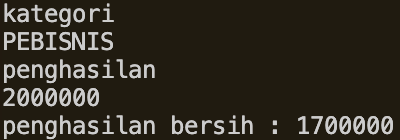 kategori
PEBISNIS
penghasilan
2000000
penghasilan bersih : 1700000